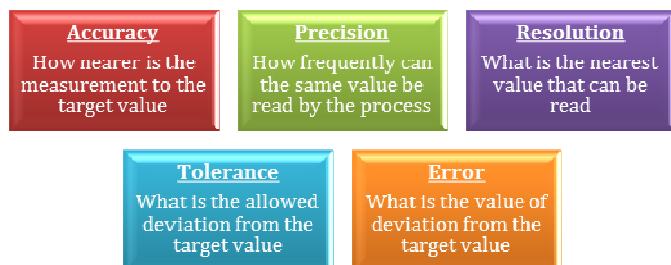 Accuracy
How nearer is the
measurement to the
target value
Precision
How frequently can
the same value be
read by the process
Resolution
What is the nearest
value that can be
read
Tolerance
What is the allowed
deviation from the
target value
Error
What is the value of
deviation from the
target value